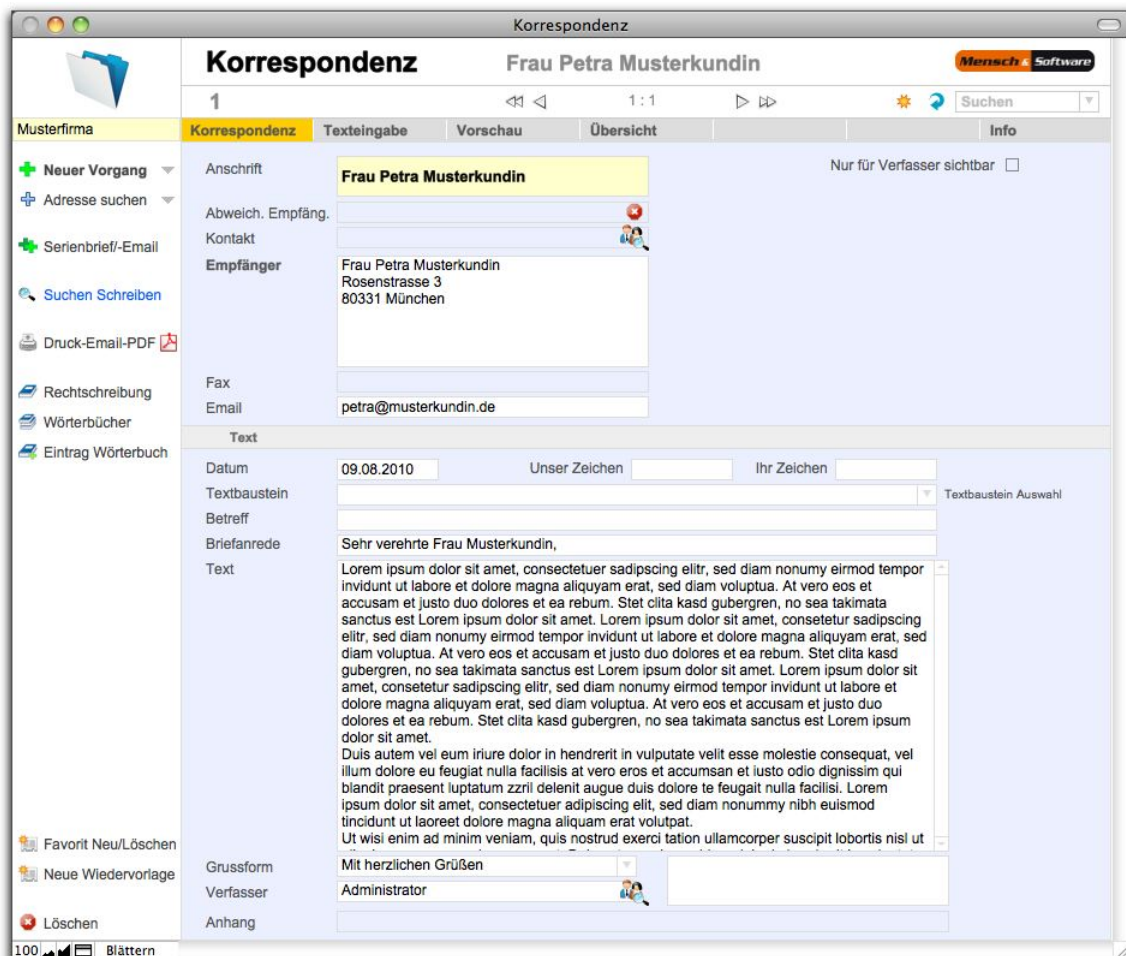 Korrespondenz
Korrespondenz Frau Petra Musterkundin Mensch & Software
1 1 : 1 Suchen
Musterfirma
Korrespondenz Texteingabe Vorschau Übersicht Info
Neuer Vorgang
Adresse suchen
Serienbrief/-Email
Suchen Schreiben
Druck-Email-PDF
Rechtschreibung
Wörterbücher
Eintrag Wörterbuch
Favorit Neu/Löschen
Neue Wiedervorlage
Löschen
Anschrift Frau Petra Musterkundin Nur für Verfasser sichtbar
Abweich. Empfäng.
Kontakt
Empfänger Frau Petra Musterkundin
Rosenstrasse 3
80331 München
Fax
Email petra@musterkundin.de
Text
Datum 09.08.2010 Unser Zeichen Ihr Zeichen
Textbaustein Textbaustein Auswahl
Betreff
Briefanrede Sehr verehrte Frau Musterkundin,
Text Lorem ipsum dolor sit amet, consectetuer sadipscing elitr, sed diam nonumy eirmod tempor
invidunt ut labore et dolore magna aliquyam erat, sed diam voluptua. At vero eos et
accusam et justo duo dolores et ea rebum. Stet clita kasd gubergren, no sea takimata
sanctus est Lorem ipsum dolor sit amet. Lorem ipsum dolor sit amet, consetetur sadipscing
elitr, sed diam nonumy eirmod tempor invidunt ut labore et dolore magna aliquyam erat, sed
diam voluptua. At vero eos et accusam et justo duo dolores et ea rebum. Stet clita kasd
gubergren, no sea takimata sanctus est Lorem ipsum dolor sit amet. Lorem ipsum dolor sit
amet, consetetur sadipscing elitr, sed diam nonumy eirmod tempor invidunt ut labore et
dolore magna aliquyam erat, sed diam voluptua. At vero eos et accusam et justo duo
dolores et ea rebum. Stet clita kasd gubergren, no sea takimata sanctus est Lorem ipsum
dolor sit amet.
Duis autem vel eum iriure dolor in hendrerit in vulputate velit esse molestie consequat, vel
illum dolore eu feugiat nulla facilisis at vero eros et accumsan et iusto odio dignissim qui
blandit praesent luptatum zzril delenit augue duis dolore te feugait nulla facilisi. Lorem
ipsum dolor sit amet, consectetuer adipiscing elit, sed diam nonummy nibh euismod
tincidunt ut laoreet dolore magna aliquam erat volutpat.
Ut wisi enim ad minim veniam, quis nostrud exerci tation ullamcorper suscipit lobortis nisl ut
Grussform Mit herzlichen Grüßen
Verfasser Administrator
Anhang
100 Blättern